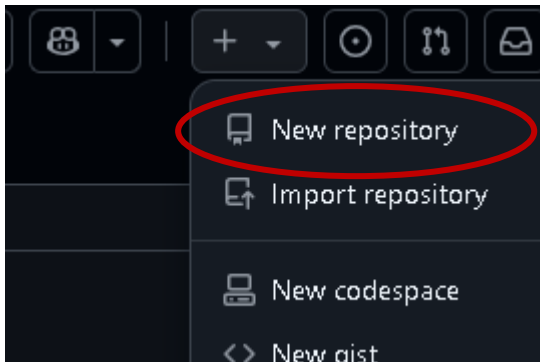 New repository
Import repository
New codespace
New gist